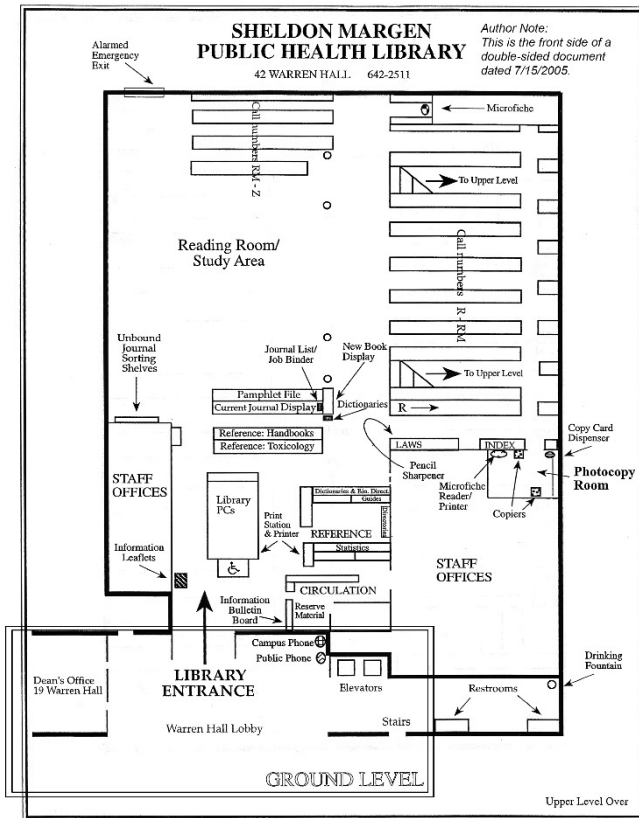 SHELDON MARGEN
PUBLIC HEALTH LIBRARY
42 WARREN HALL 642-2511
Author Note:
This is the front side of a
double-sided document
dated 7/15/2005.
Alarmed
Emergency
Exit
Microfiche
Call numbers RM - Z
To Upper Level
Call numbers R - RM
Reading Room/
Study Area
Unbound
Journal
Sorting
Shelves
Journal List/
Job Binder
New Book
Display
To Upper Level
Pamphlet File
Current Journal Display
Dictionaries
R
Reference: Handbooks
Reference: Toxicology
LAWS
INDEX
Copy Card
Dispenser
Pencil
Sharpener
Microfiche
Reader/
Printer
Copiers
Photocopy
Room
STAFF
OFFICES
Library
PCs
Dictionaries & Bio. Direct.
Guides
Directories
Print
Station
& Printer
REFERENCE
Statistics
STAFF
OFFICES
Information
Leaflets
CIRCULATION
Information
Bulletin
Board
Reserve
Material
Campus Phone
Public Phone
Dean's Office
19 Warren Hall
LIBRARY
ENTRANCE
Elevators
Drinking
Fountain
Restrooms
Warren Hall Lobby
Stairs
GROUND LEVEL
Upper Level Over